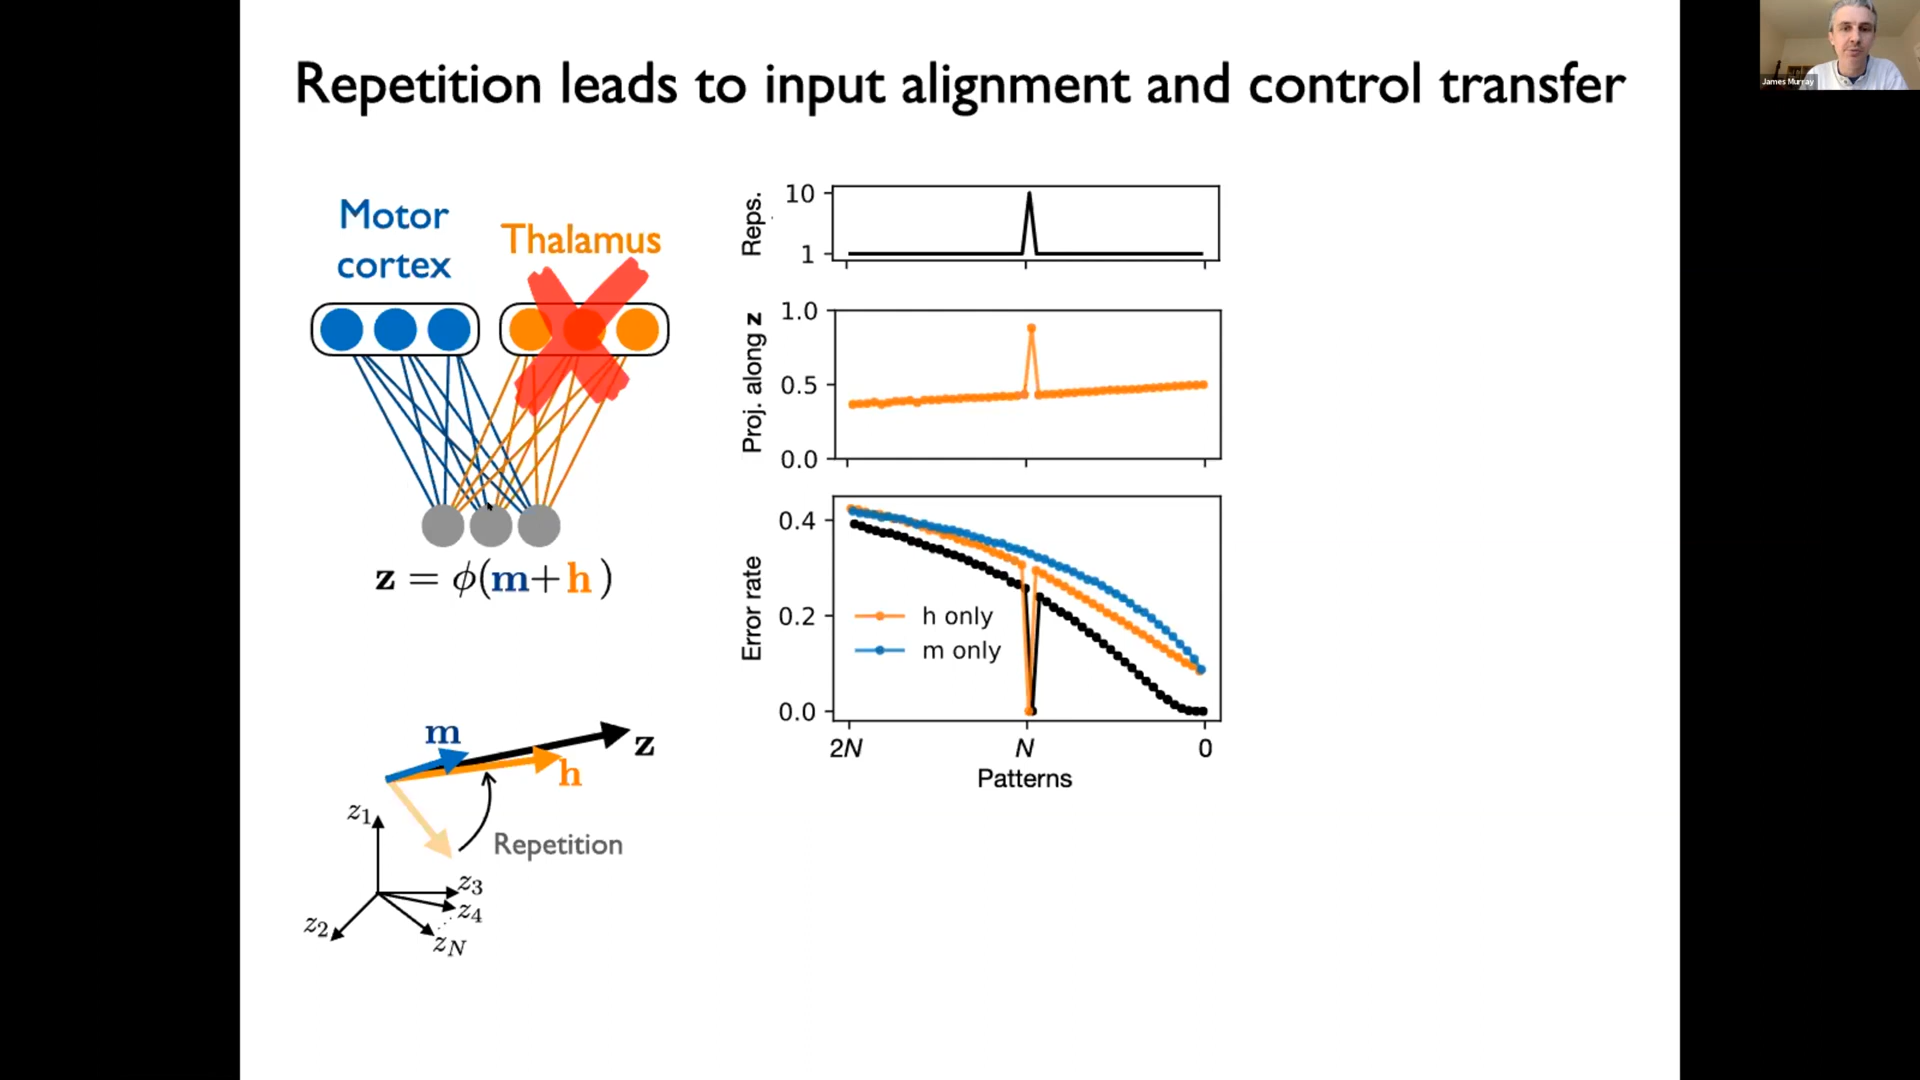 Repetition leads to input alignment and control transfer
James Murray
Motor
cortex
Thalamus
z = ϕ(m+h)
m
z
h
Repetition
z1
z3
z4
z2
zN
Reps.
10
1
Proj. along z
1.0
0.5
0.0
Error rate
0.4
0.2
0.0
h only
m only
2N
N
0
Patterns